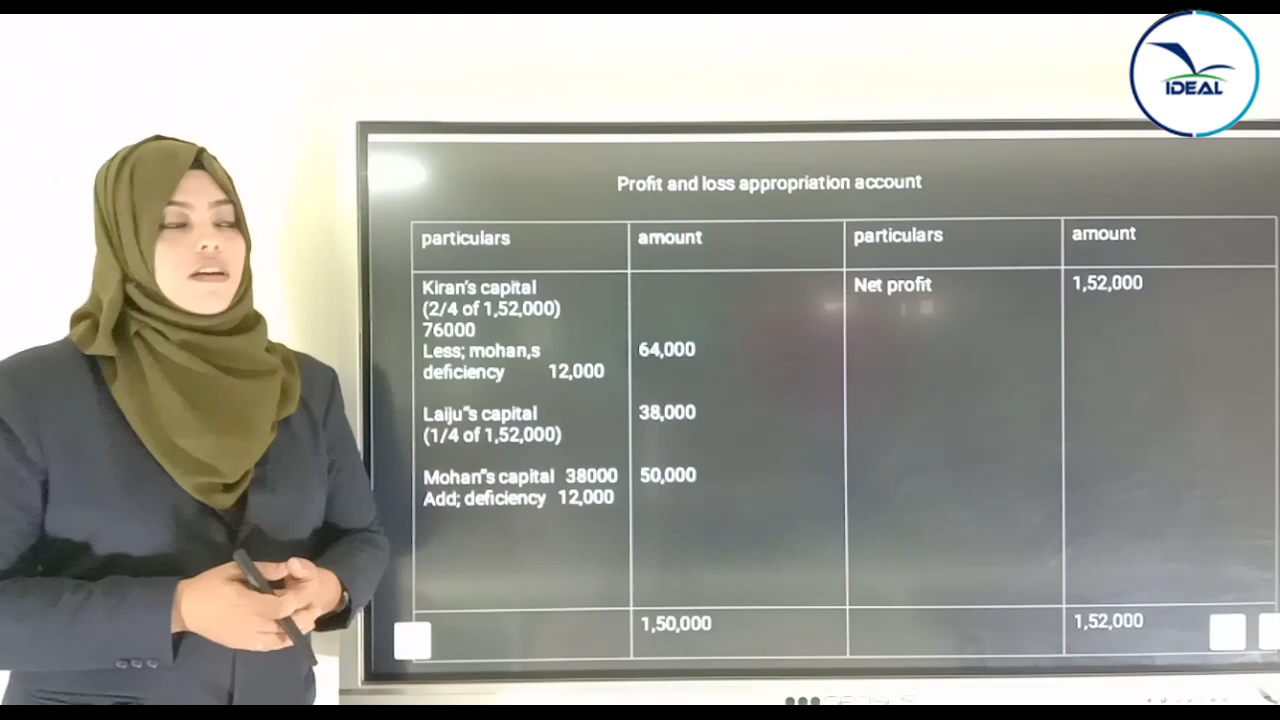 IDEAL
Profit and loss appropriation account
particulars amount particulars amount
Kiran's capital Net profit 1,52,000
(2/4 of 1,52,000)
76000
Less; mohan,s 64,000
deficiency 12,000
Laiju"s capital 38,000
(1/4 of 1,52,000)
Mohan"s capital 38000 50,000
Add; deficiency 12,000
1,50,000 1,52,000